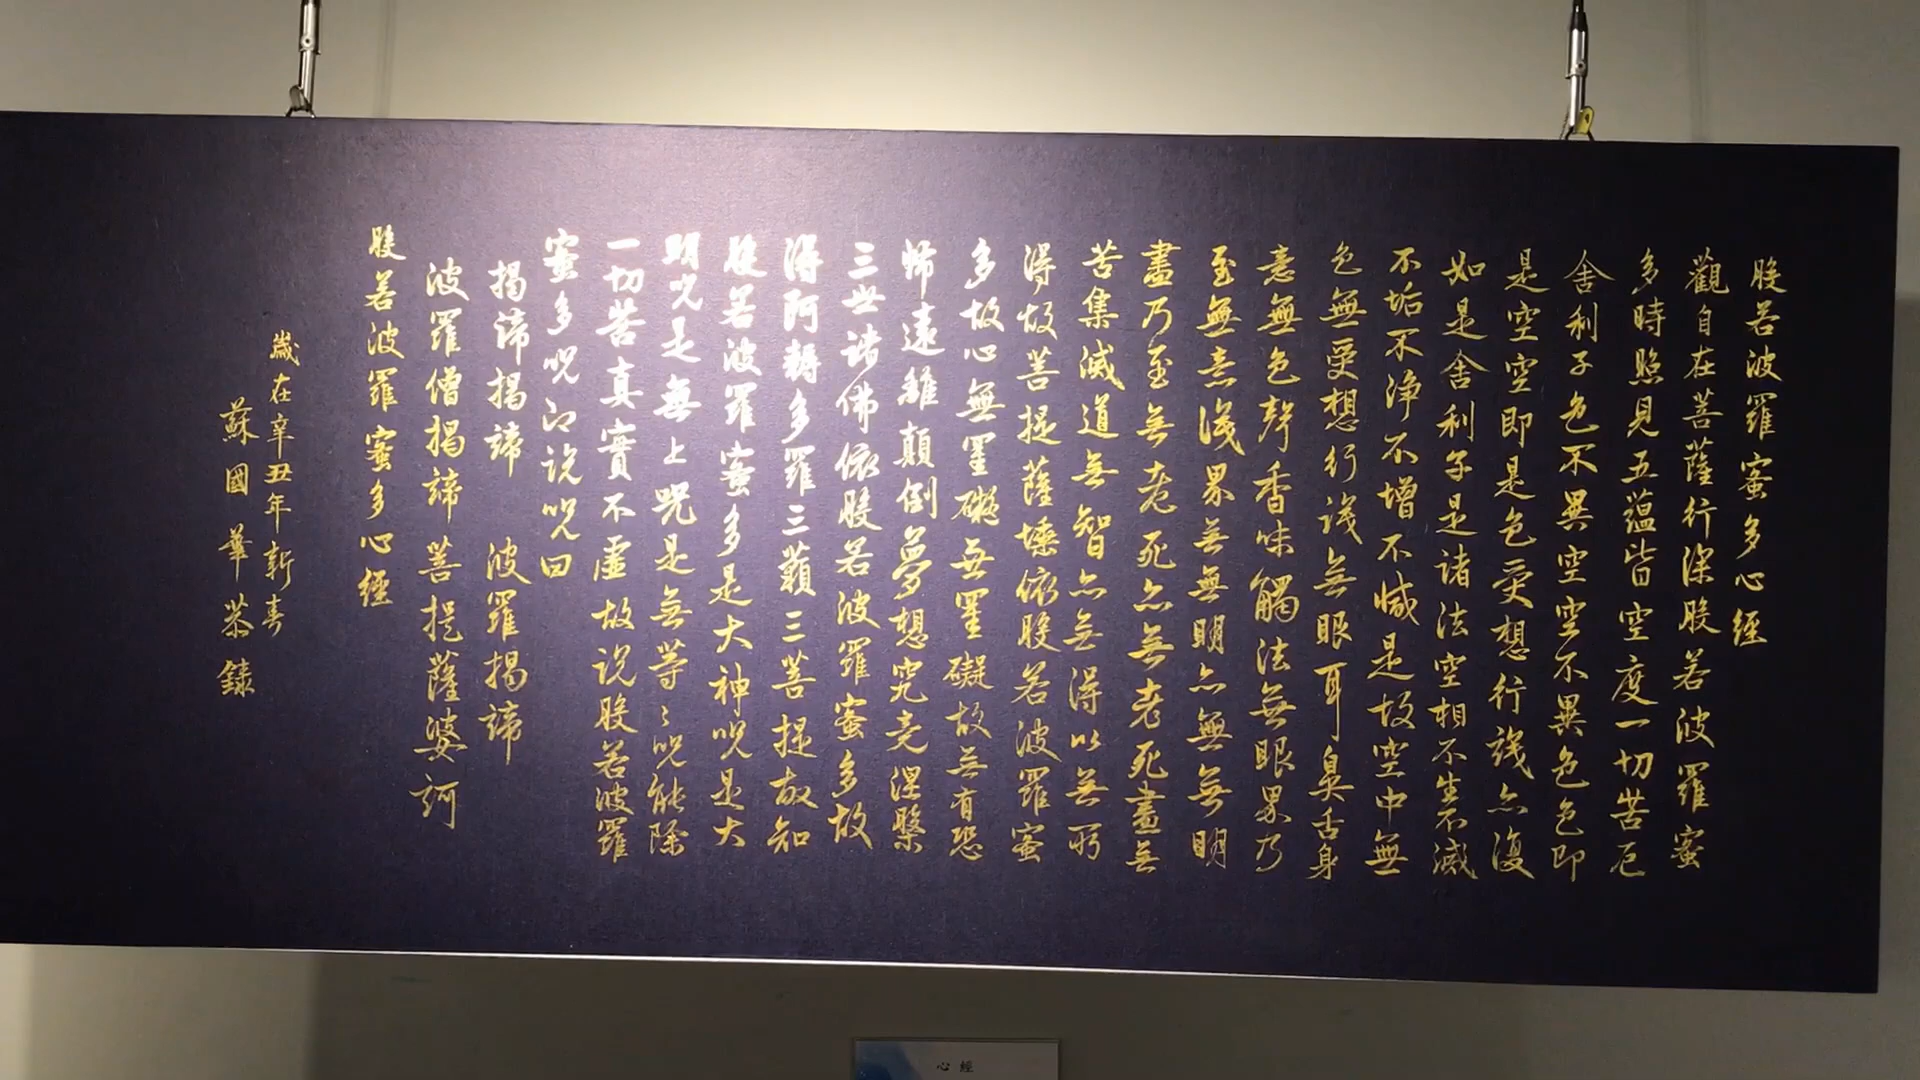 般若波羅蜜多心經
觀自在菩薩行深般若波羅蜜
多時照見五蘊皆空度一切苦厄
舍利子色不異空空不異色色即
是空空即是色受想行識亦復
如是舍利子是諸法空相不生不滅
不垢不淨不增不減是故空中無
色無受想行識無眼耳鼻舌身
意無色聲香味觸法無眼界乃
至無意識界無無明亦無無明
盡乃至無老死亦無老死盡無
苦集滅道無智亦無得以無所
得故菩提薩埵依般若波羅蜜
多故心無罣礙無罣礙故無有恐
怖遠離顛倒夢想究竟涅槃
三世諸佛依般若波羅蜜多故
得阿耨多羅三藐三菩提故知
般若波羅蜜多是大神咒是大
明咒是無上咒是無等〻咒能除
一切苦真實不虛故說般若波羅
蜜多咒即說咒曰
揭諦揭諦 波羅揭諦
波羅僧揭諦 菩提薩婆訶
般若波羅蜜多心經
歲在辛丑年新春
蘇國華恭錄
心 經